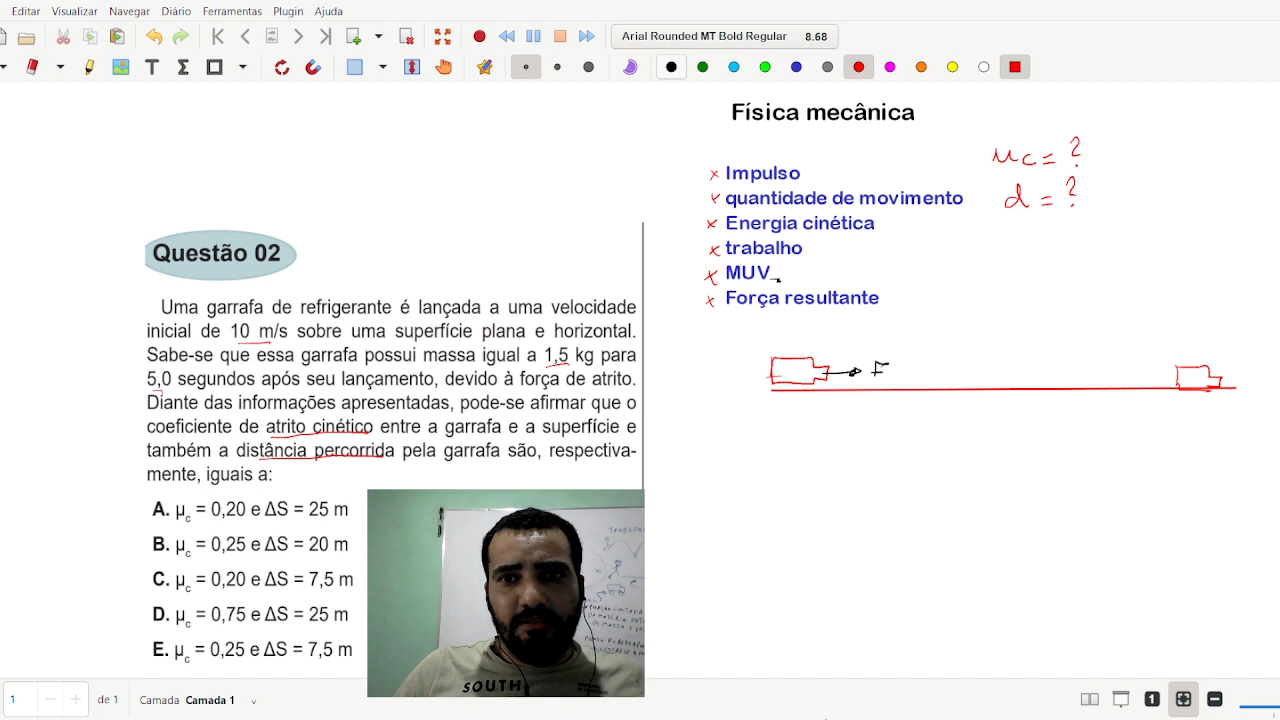 Editar Visualizar Navegar Diário Ferramentas Plugin Ajuda
Arial Rounded MT Bold Regular 8.68
Física mecânica
Impulso
quantidade de movimento
Energia cinética
trabalho
MUV
Força resultante
μc = ?
d = ?
F
Questão 02
Uma garrafa de refrigerante é lançada a uma velocidade
inicial de 10 m/s sobre uma superfície plana e horizontal.
Sabe-se que essa garrafa possui massa igual a 1,5 kg para
5,0 segundos após seu lançamento, devido à força de atrito.
Diante das informações apresentadas, pode-se afirmar que o
coeficiente de atrito cinético entre a garrafa e a superfície e
também a distância percorrida pela garrafa são, respectiva-
mente, iguais a:
A. μc = 0,20 e ΔS = 25 m
B. μc = 0,25 e ΔS = 20 m
C. μc = 0,20 e ΔS = 7,5 m
D. μc = 0,75 e ΔS = 25 m
E. μc = 0,25 e ΔS = 7,5 m
SOUTH
1 de 1 Camada Camada 1
1